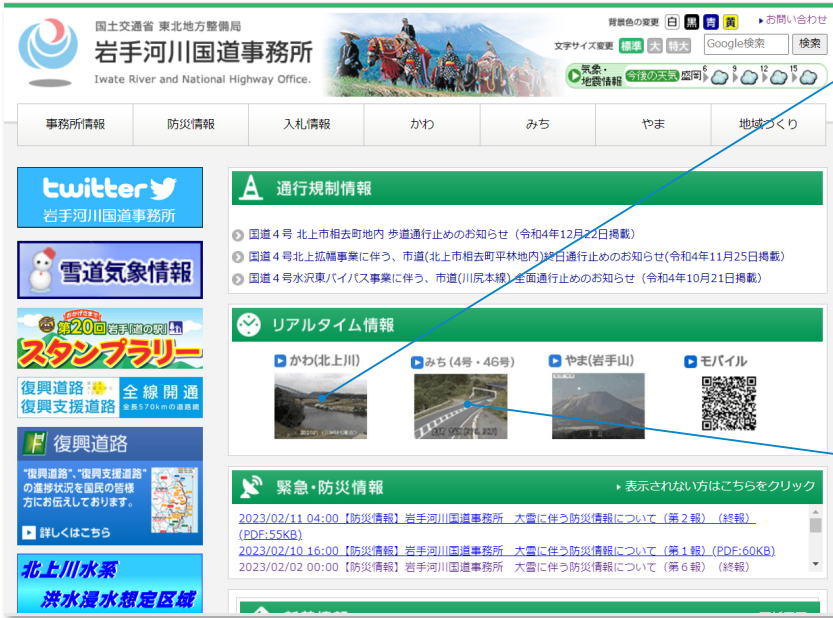 国土交通省 東北地方整備局
岩手河川国道事務所
Iwate River and National Highway Office.
背景色の変更 白 黒 青 黄 お問い合わせ
文字サイズ変更 標準 大 特大 Google検索 検索
気象・地震情報 今後の天気 盛岡 6 9 12 15
事務所情報 防災情報 入札情報 かわ みち やま 地域づくり
twitter
岩手河川国道事務所
雪道気象情報
おかげさまで
第20回 岩手「道の駅」
スタンプラリー
復興道路
復興支援道路
全線開通
全長570kmの道路網
復興道路
"復興道路"、"復興支援道路"
の進捗状況を国民の皆様
方にお伝えしております。
詳しくはこちら
北上川水系
洪水浸水想定区域
通行規制情報
国道4号 北上市相去町地内 歩道通行止めのお知らせ（令和4年12月22日掲載）
国道4号北上拡幅事業に伴う、市道(北上市相去町平林地内)終日通行止めのお知らせ(令和4年11月25日掲載)
国道4号水沢東バイパス事業に伴う、市道(川尻本線) 全面通行止めのお知らせ（令和4年10月21日掲載）
リアルタイム情報
かわ(北上川) みち(4号・46号) やま(岩手山) モバイル
緊急・防災情報 表示されない方はこちらをクリック
2023/02/11 04:00【防災情報】岩手河川国道事務所 大雪に伴う防災情報について（第2報）（終報）
(PDF:55KB)
2023/02/10 16:00【防災情報】岩手河川国道事務所 大雪に伴う防災情報について（第1報）(PDF:60KB)
2023/02/02 00:00【防災情報】岩手河川国道事務所 大雪に伴う防災情報について（第6報）（終報）